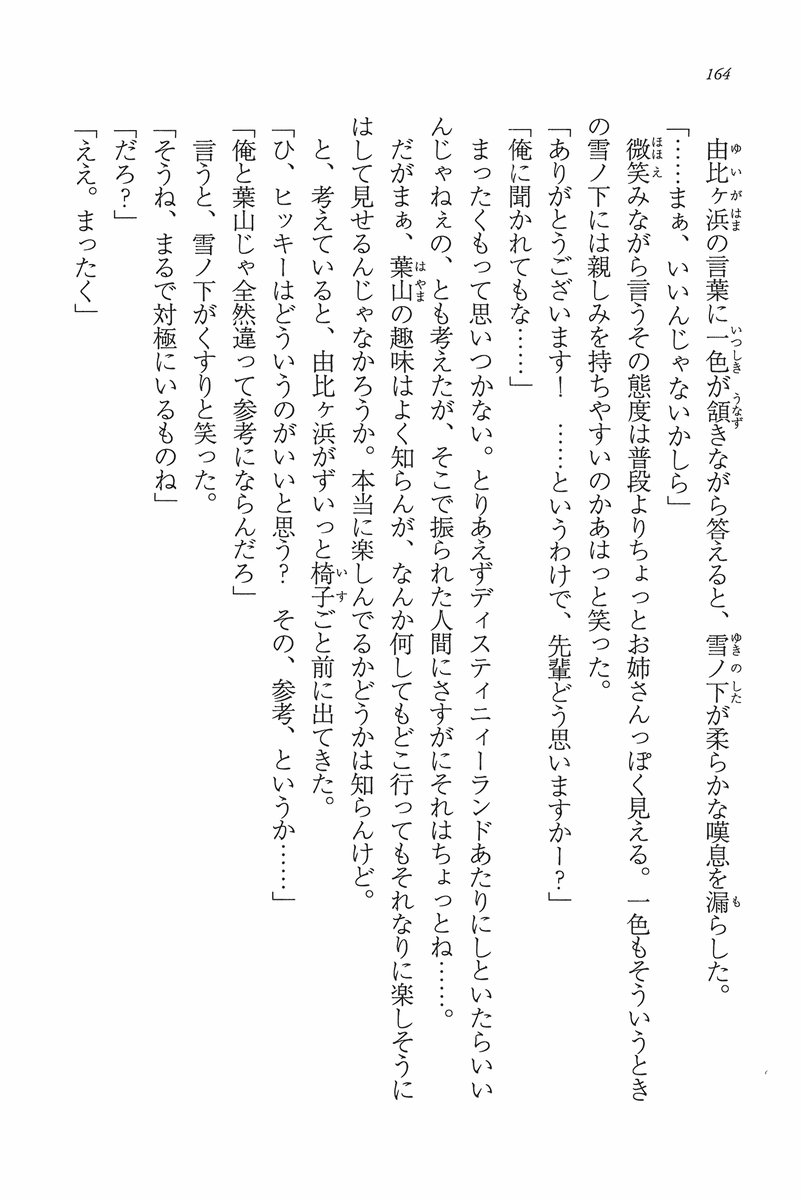 164
由比ヶ浜の言葉に一色が頷きながら答えると、雪ノ下が柔らかな嘆息を漏らした。
「……まぁ、いいんじゃないかしら」
微笑みながら言うその態度は普段よりちょっとお姉さんっぽく見える。一色もそういうとき
の雪ノ下には親しみを持ちやすいのかあはっと笑った。
「ありがとうございます！　……というわけで、先輩どう思いますかー？」
「俺に聞かれてもな……」
まったくもって思いつかない。とりあえずディスティニィーランドあたりにしといたらいい
んじゃねぇの、とも考えたが、そこで振られた人間にさすがにそれはちょっとね……。
だがまぁ、葉山の趣味はよく知らんが、なんか何してもどこ行ってもそれなりに楽しそうに
はして見せるんじゃなかろうか。本当に楽しんでるかどうかは知らんけど。
と、考えていると、由比ヶ浜がずいっと椅子ごと前に出てきた。
「ひ、ヒッキーはどういうのがいいと思う？　その、参考、というか……」
「俺と葉山じゃ全然違って参考にならんだろ」
言うと、雪ノ下がくすりと笑った。
「そうね、まるで対極にいるものね」
「だろ？」
「ええ。まったく」